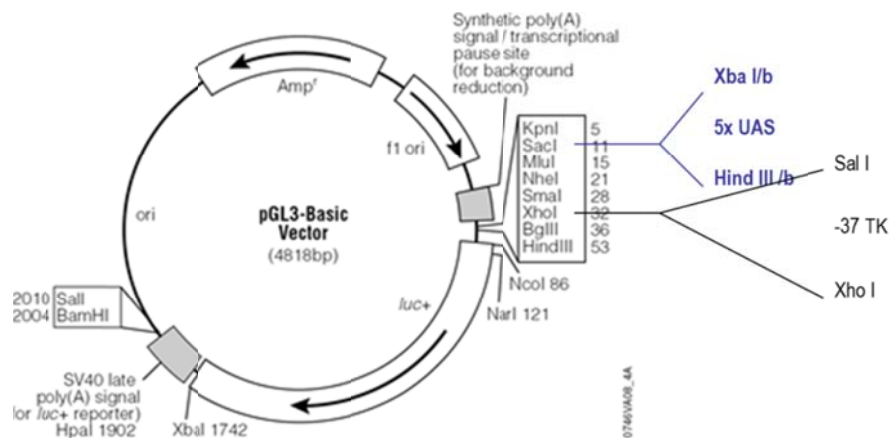 Synthetic poly(A)
signal / transcriptional
pause site
(for background
reduction)
Ampʳ
f1 ori
ori
pGL3-Basic
Vector
(4818bp)
KpnI 5
SacI 11
MluI 15
NheI 21
SmaI 28
XhoI 32
BglII 36
HindIII 53
Xba I/b
5x UAS
Hind III /b
Sal I
-37 TK
Xho I
NcoI 86
NarI 121
luc+
2010 SalI
2004 BamHI
SV40 late
poly(A) signal
or luc+ reporter)
HpaI 1902
XbaI 1742
0746VA08_4A